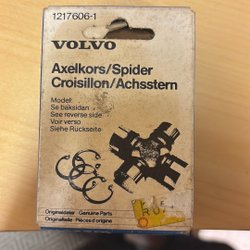 1217606-1
VOLVO
Axelkors/Spider
Croisillon/Achsstern
Model:
Se baksidan
See reverse side
Voir verso
Siehe Rückseite
Originaldelar Genuine Parts
Originalteile Pièces d'origine